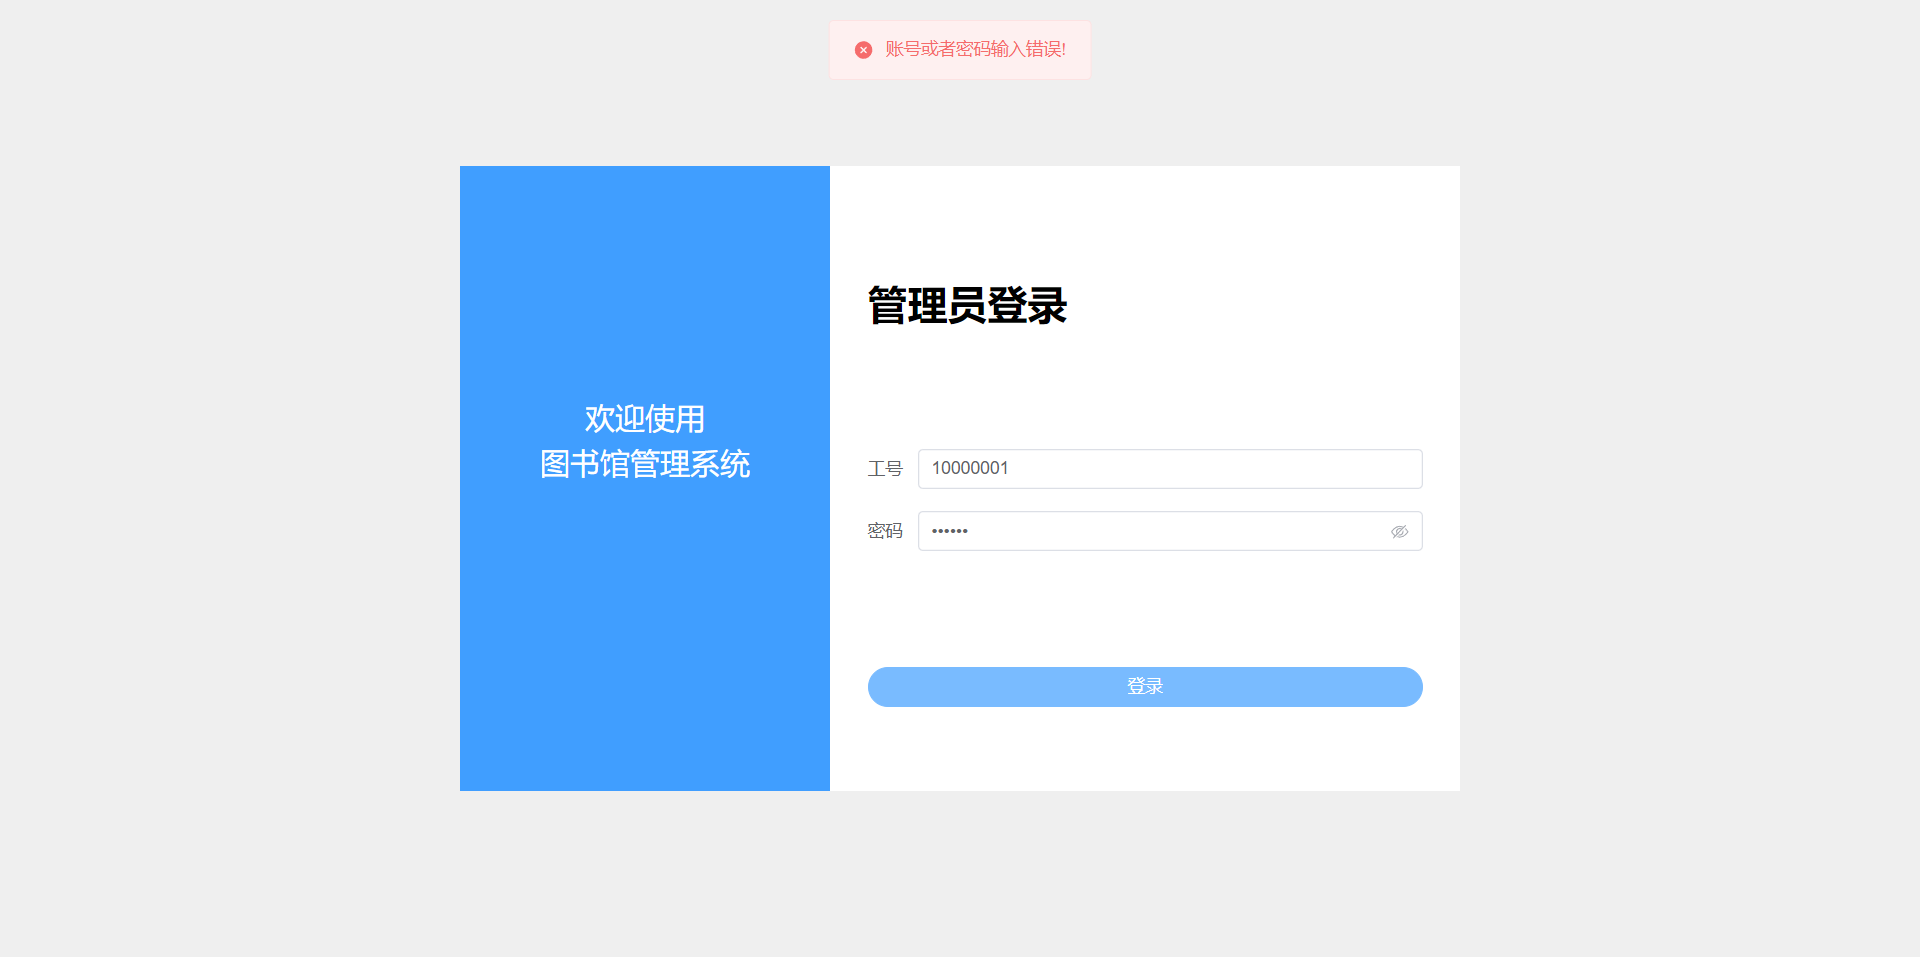 账号或者密码输入错误!
欢迎使用
图书馆管理系统
管理员登录
工号
10000001
密码
••••••
登录